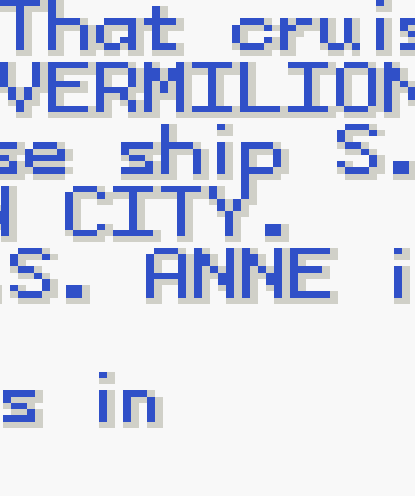 That cruis
VERMILION
se ship S.
CITY.
S. ANNE i
s in